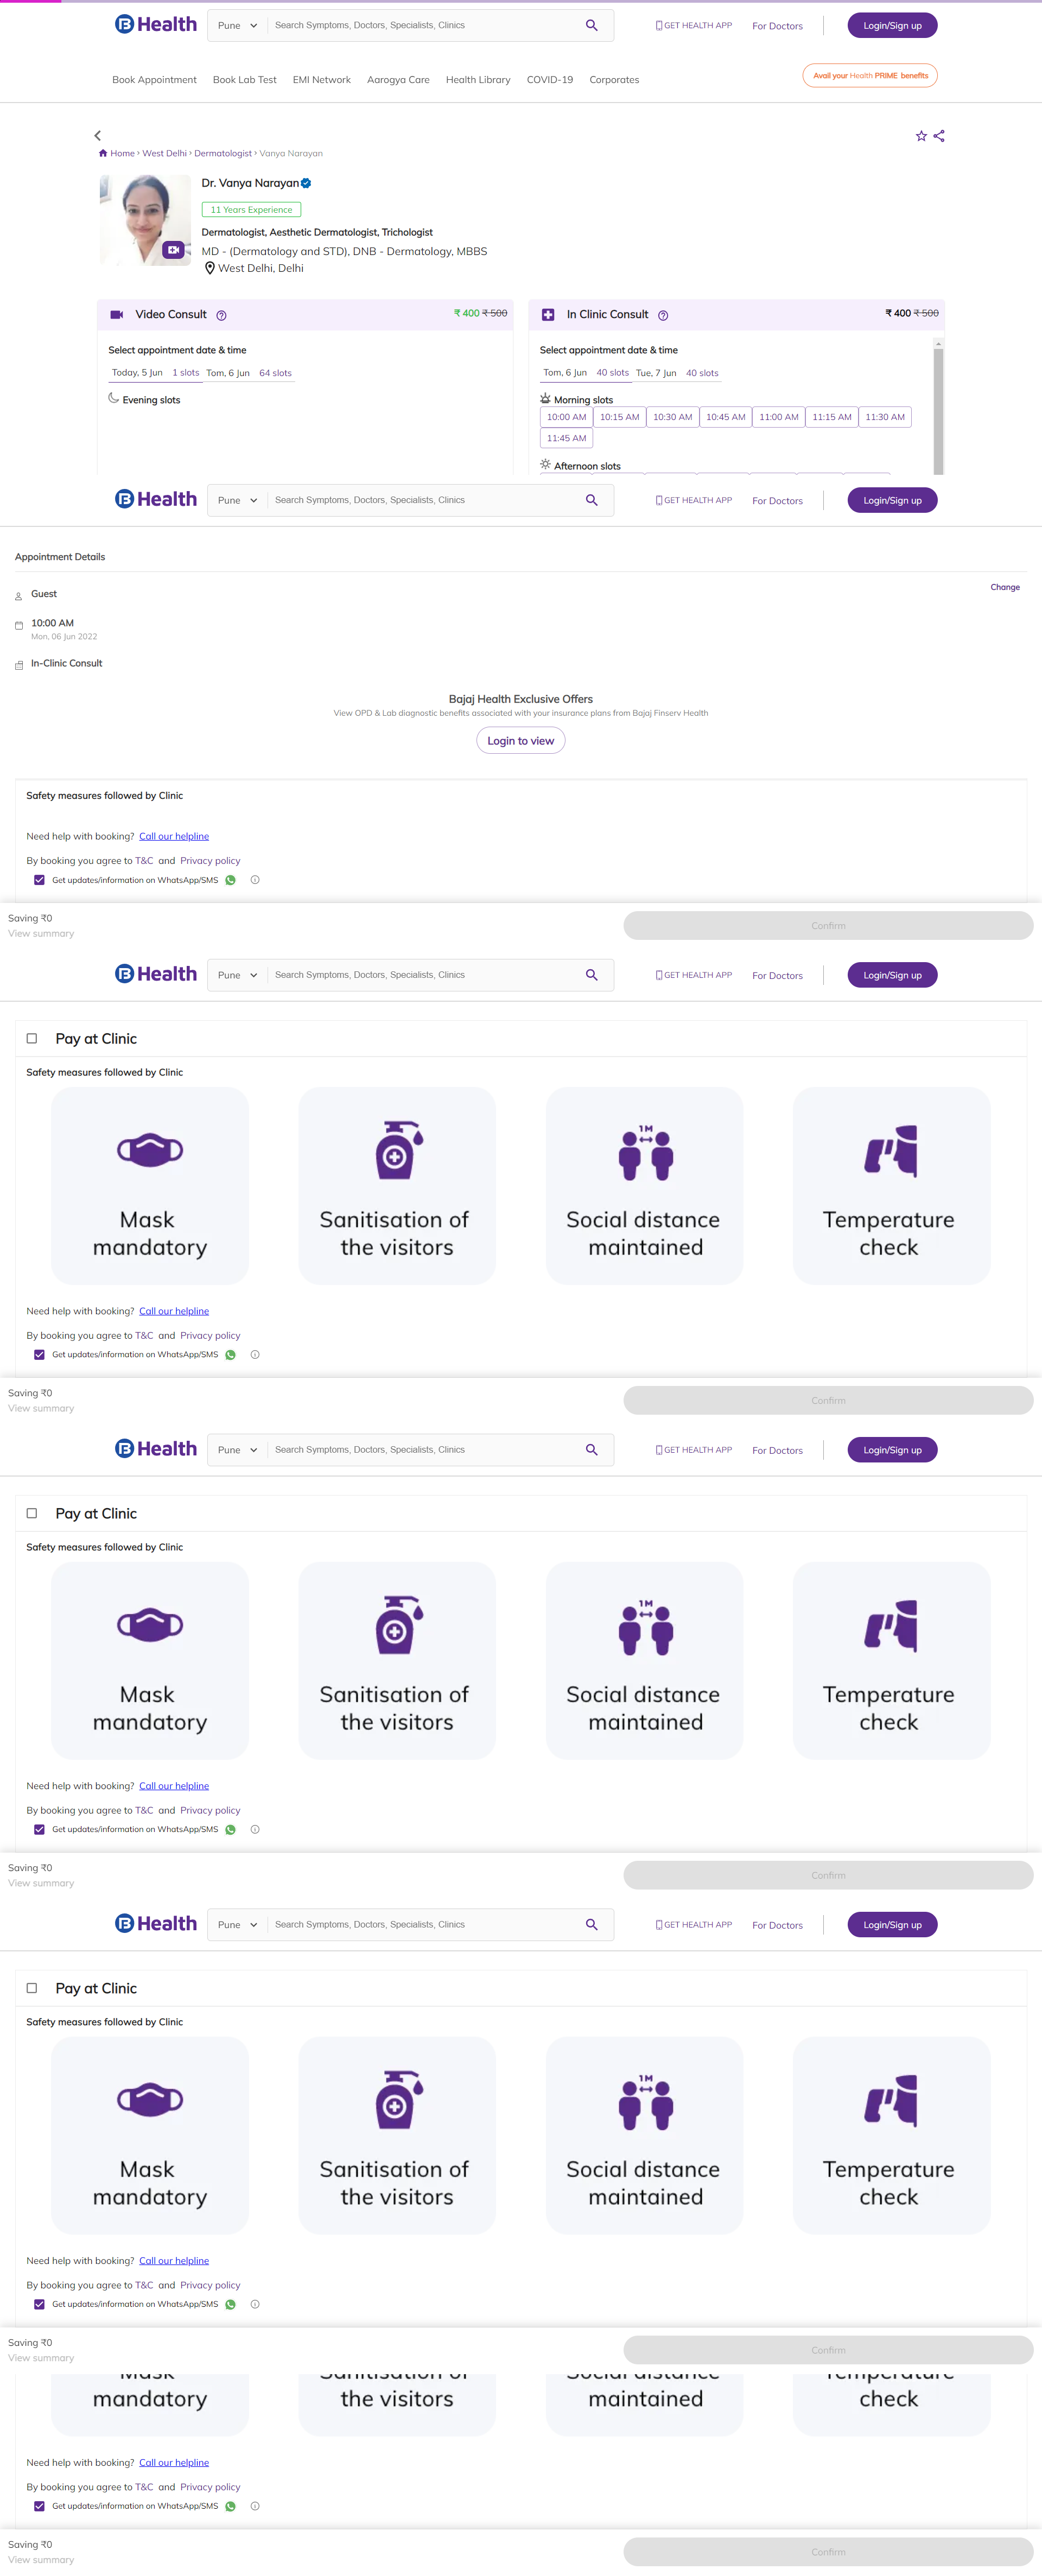 Health Pune Search Symptoms, Doctors, Specialists, Clinics GET HEALTH APP For Doctors Login/Sign up
Book Appointment Book Lab Test EMI Network Aarogya Care Health Library COVID-19 Corporates Avail your Health PRIME benefits
Home › West Delhi › Dermatologist › Vanya Narayan
Dr. Vanya Narayan
11 Years Experience
Dermatologist, Aesthetic Dermatologist, Trichologist
MD - (Dermatology and STD), DNB - Dermatology, MBBS
West Delhi, Delhi
Video Consult ₹ 400 ₹ 500
Select appointment date & time
Today, 5 Jun 1 slots Tom, 6 Jun 64 slots
Evening slots
In Clinic Consult ₹ 400 ₹ 500
Select appointment date & time
Tom, 6 Jun 40 slots Tue, 7 Jun 40 slots
Morning slots
10:00 AM 10:15 AM 10:30 AM 10:45 AM 11:00 AM 11:15 AM 11:30 AM
11:45 AM
Afternoon slots
Health Pune Search Symptoms, Doctors, Specialists, Clinics GET HEALTH APP For Doctors Login/Sign up
Appointment Details
Guest Change
10:00 AM
Mon, 06 Jun 2022
In-Clinic Consult
Bajaj Health Exclusive Offers
View OPD & Lab diagnostic benefits associated with your insurance plans from Bajaj Finserv Health
Login to view
Safety measures followed by Clinic
Need help with booking? Call our helpline
By booking you agree to T&C and Privacy policy
Get updates/information on WhatsApp/SMS
Saving ₹0 Confirm
View summary
Health Pune Search Symptoms, Doctors, Specialists, Clinics GET HEALTH APP For Doctors Login/Sign up
Pay at Clinic
Safety measures followed by Clinic
1M
Mask Sanitisation of Social distance Temperature
mandatory the visitors maintained check
Need help with booking? Call our helpline
By booking you agree to T&C and Privacy policy
Get updates/information on WhatsApp/SMS
Saving ₹0 Confirm
View summary
Health Pune Search Symptoms, Doctors, Specialists, Clinics GET HEALTH APP For Doctors Login/Sign up
Pay at Clinic
Safety measures followed by Clinic
1M
Mask Sanitisation of Social distance Temperature
mandatory the visitors maintained check
Need help with booking? Call our helpline
By booking you agree to T&C and Privacy policy
Get updates/information on WhatsApp/SMS
Saving ₹0 Confirm
View summary
Health Pune Search Symptoms, Doctors, Specialists, Clinics GET HEALTH APP For Doctors Login/Sign up
Pay at Clinic
Safety measures followed by Clinic
1M
Mask Sanitisation of Social distance Temperature
mandatory the visitors maintained check
Need help with booking? Call our helpline
By booking you agree to T&C and Privacy policy
Get updates/information on WhatsApp/SMS
Saving ₹0 Confirm
View summary
Mask Sanitisation of Social distance Temperature
mandatory the visitors maintained check
Need help with booking? Call our helpline
By booking you agree to T&C and Privacy policy
Get updates/information on WhatsApp/SMS
Saving ₹0 Confirm
View summary